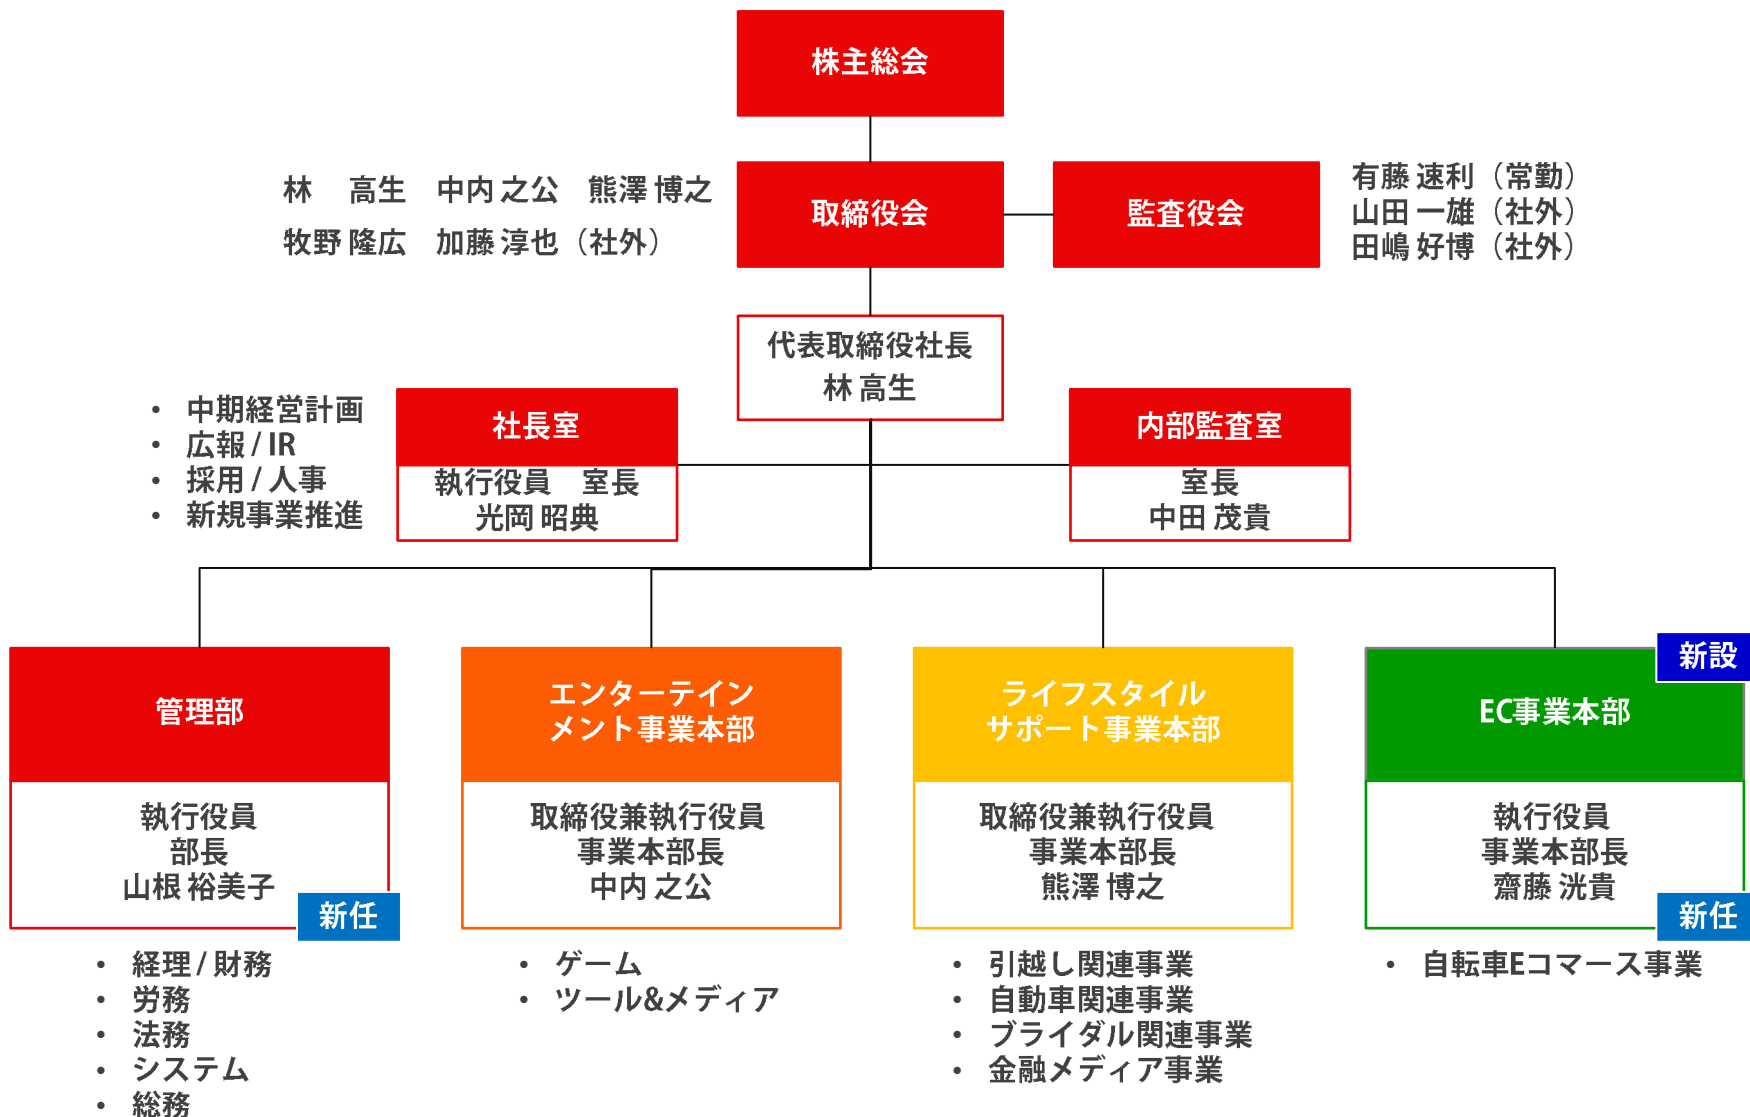 株主総会
林　高生　中内 之公　熊澤 博之
牧野 隆広　加藤 淳也（社外）
取締役会
監査役会
有藤 速利（常勤）
山田 一雄（社外）
田嶋 好博（社外）
代表取締役社長
林 高生
• 中期経営計画
• 広報 / IR
• 採用 / 人事
• 新規事業推進
社長室
執行役員　室長
光岡 昭典
内部監査室
室長
中田 茂貴
管理部
執行役員
部長
山根 裕美子
新任
• 経理 / 財務
• 労務
• 法務
• システム
• 総務
エンターテイン
メント事業本部
取締役兼執行役員
事業本部長
中内 之公
• ゲーム
• ツール&メディア
ライフスタイル
サポート事業本部
取締役兼執行役員
事業本部長
熊澤 博之
• 引越し関連事業
• 自動車関連事業
• ブライダル関連事業
• 金融メディア事業
新設
EC事業本部
執行役員
事業本部長
齋藤 洸貴
新任
• 自転車Eコマース事業